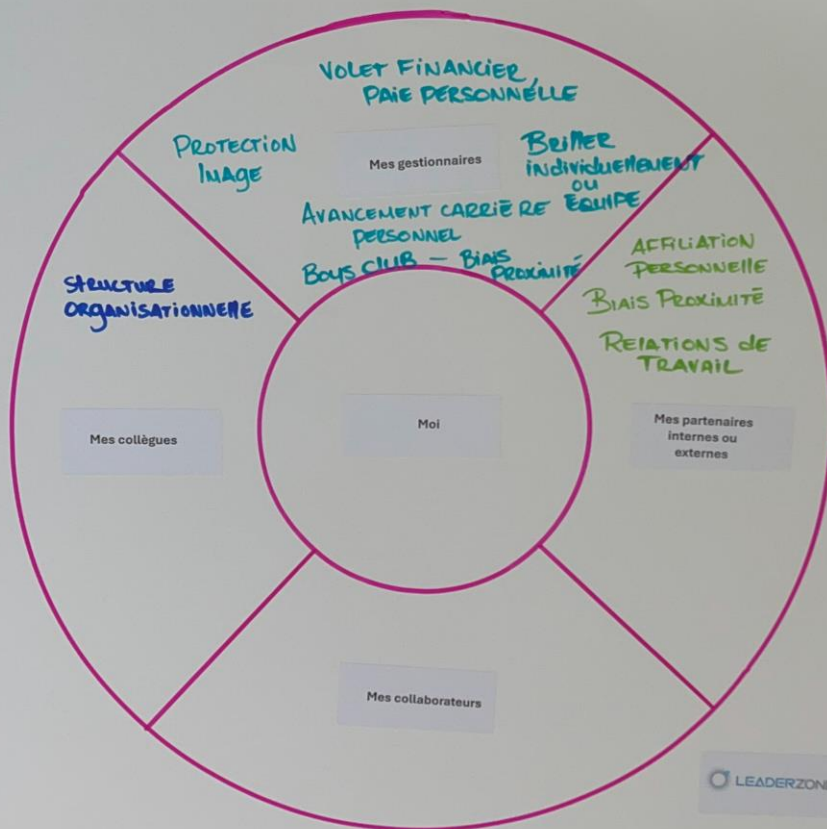 VOLET FINANCIER,
PAIE PERSONNELLE
PROTECTION
IMAGE
Mes gestionnaires
BRILLER
INDIVIDUELLEMENT
OU
ÉQUIPE
AVANCEMENT CARRIÈRE
PERSONNEL
BOYS CLUB – BIAIS
PROXIMITÉ
STRUCTURE
ORGANISATIONNELLE
Mes collègues
Moi
AFFILIATION
PERSONNELLE
BIAIS PROXIMITÉ
RELATIONS de
TRAVAIL
Mes partenaires
internes ou
externes
Mes collaborateurs
LEADERZONE